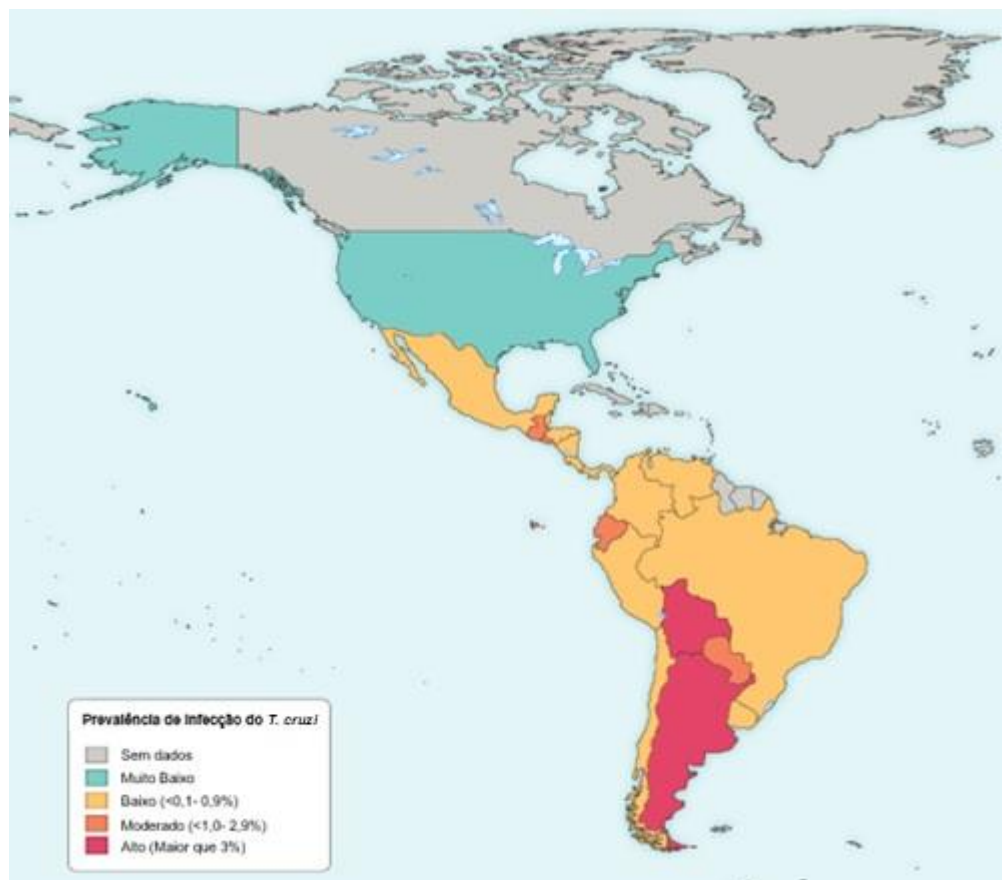 Prevalência de Infecção do T. cruzi
Sem dados
Muito Baixo
Baixo (<0,1- 0,9%)
Moderado (<1,0- 2,9%)
Alto (Maior que 3%)